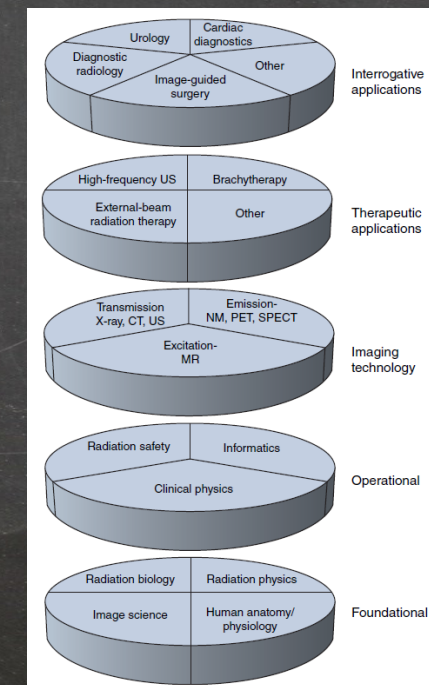 Urology
Cardiac
diagnostics
Diagnostic
radiology
Other
Image-guided
surgery
Interrogative
applications
High-frequency US
Brachytherapy
External-beam
radiation therapy
Other
Therapeutic
applications
Transmission
X-ray, CT, US
Emission-
NM, PET, SPECT
Excitation-
MR
Imaging
technology
Radiation safety
Informatics
Clinical physics
Operational
Radiation biology
Radiation physics
Image science
Human anatomy/
physiology
Foundational